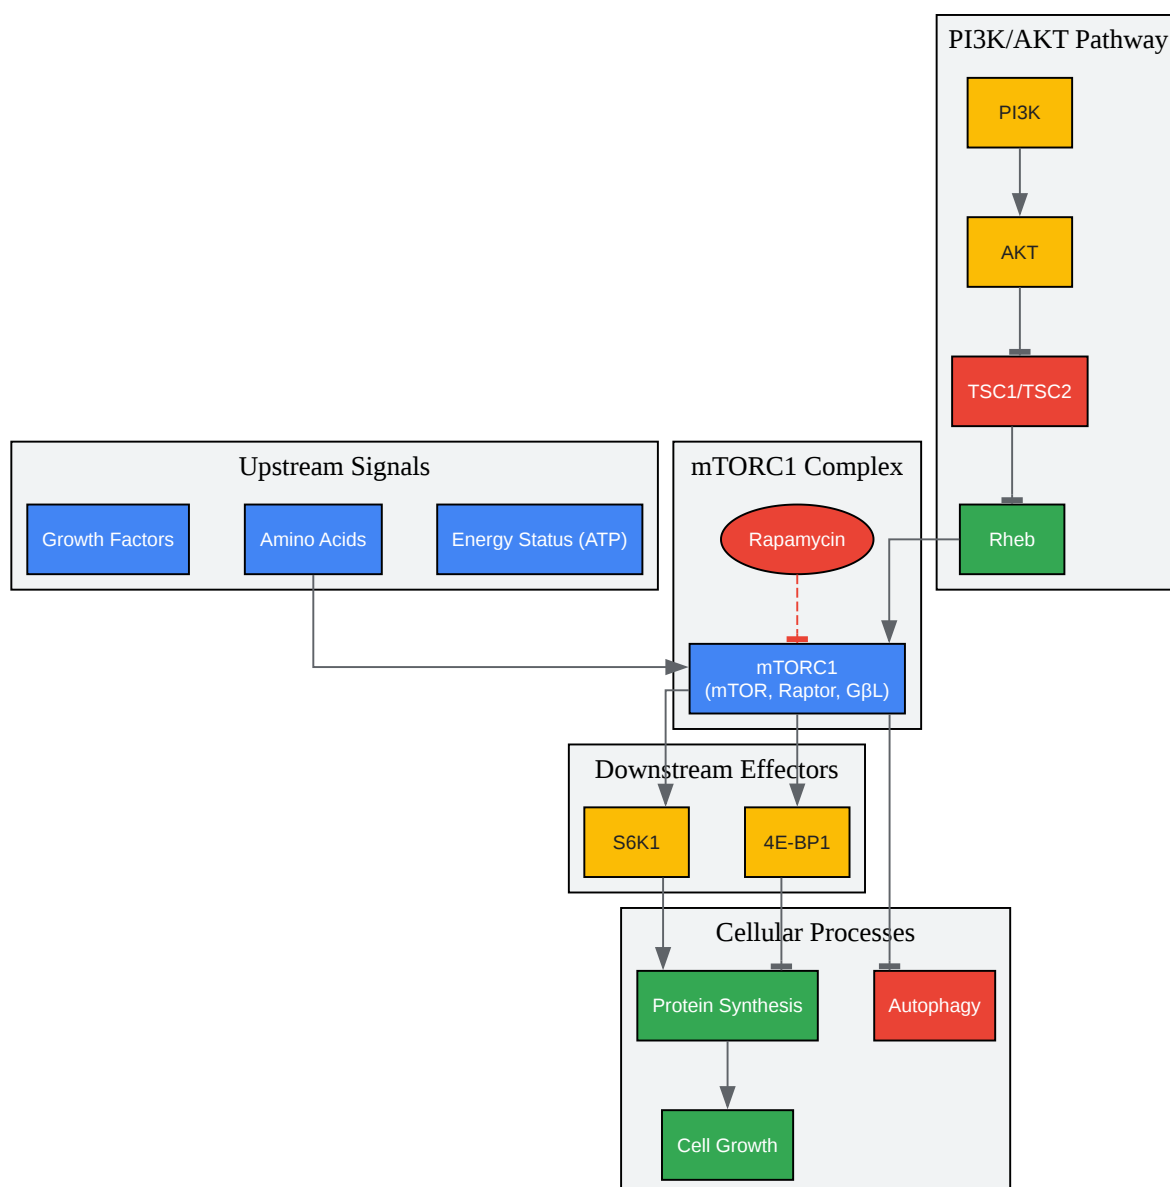 PI3K/AKT Pathway
PI3K
AKT
TSC1/TSC2
Rheb
Upstream Signals
Growth Factors
Amino Acids
Energy Status (ATP)
mTORC1 Complex
Rapamycin
mTORC1
(mTOR, Raptor, GβL)
Downstream Effectors
S6K1
4E-BP1
Cellular Processes
Protein Synthesis
Autophagy
Cell Growth